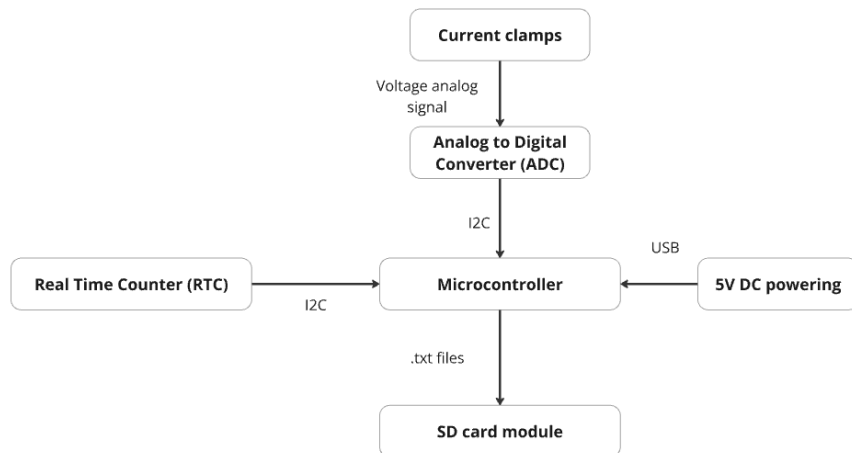 Current clamps
Voltage analog
signal
Analog to Digital
Converter (ADC)
I2C
USB
Real Time Counter (RTC)
Microcontroller
5V DC powering
I2C
.txt files
SD card module